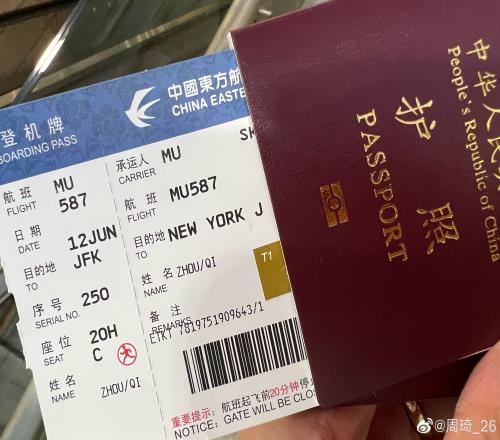 登机牌
BOARDING PASS
中國東方航
CHINA EASTE
航班 MU
FLIGHT 587
日期
DATE 12JUN
目的地 JFK
TO
序号 250
SERIAL NO.
座位 20H
SEAT C
姓名
NAME ZHOU/QI
承运人 MU
CARRIER SK
航班 MU587
FLIGHT
目的地 NEW YORK J
TO
姓名 ZHOU/QI
NAME
T1
备注
REMARKS
ETKT 7819751909643/1
重要提示：航班起飞前20分钟停
NOTICE: GATE WILL BE CLOS
中华人民
People's Republic of China
护照
PASSPORT
@周琦_26